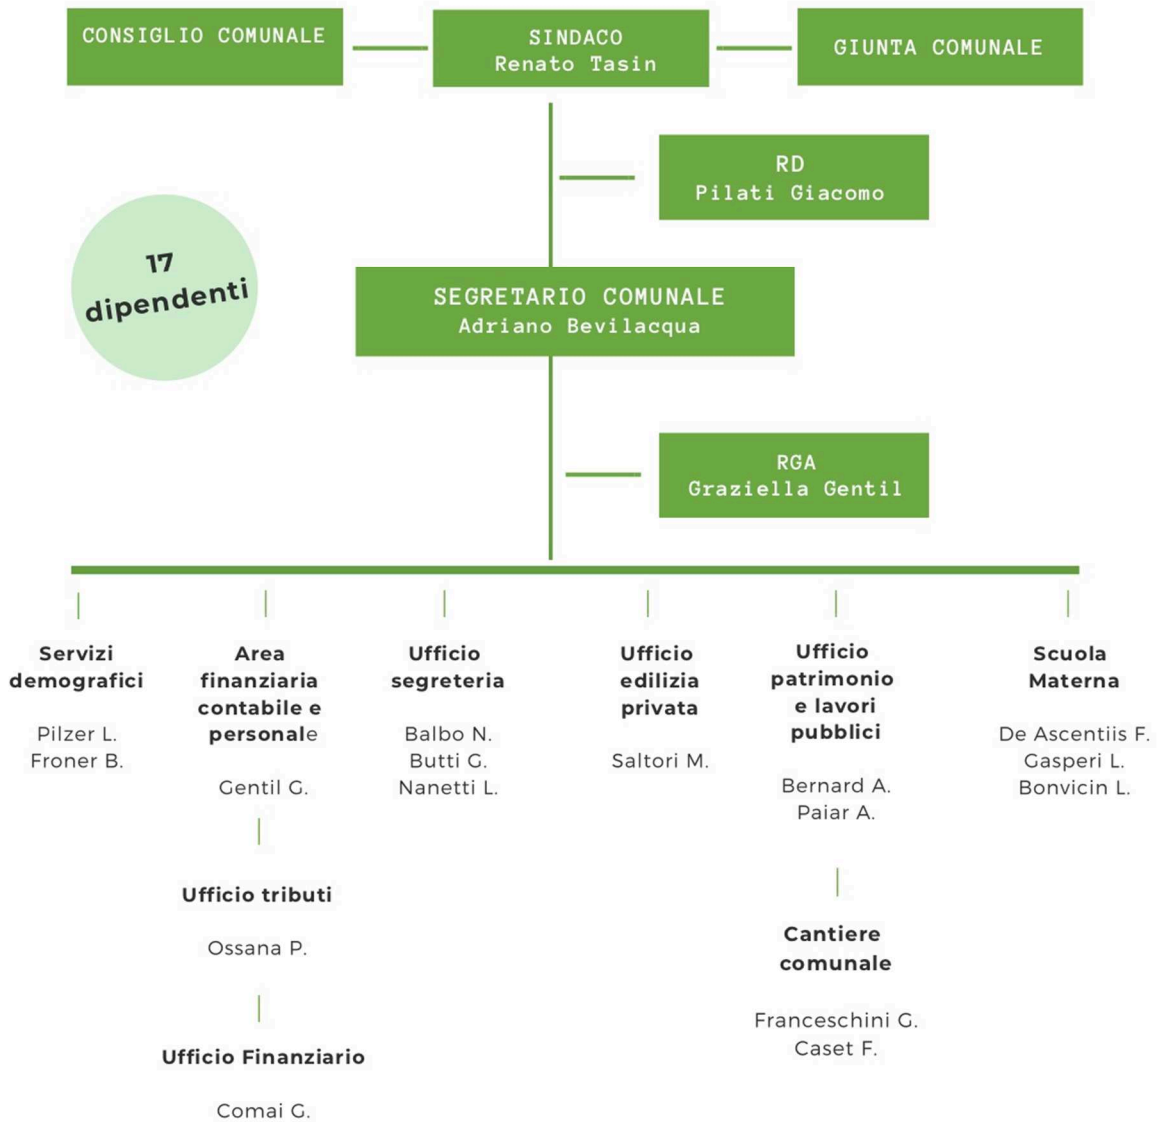 CONSIGLIO COMUNALE
SINDACO
Renato Tasin
GIUNTA COMUNALE
RD
Pilati Giacomo
17
dipendenti
SEGRETARIO COMUNALE
Adriano Bevilacqua
RGA
Graziella Gentil
Servizi
demografici
Pilzer L.
Froner B.
Area
finanziaria
contabile e
personale
Gentil G.
Ufficio tributi
Ossana P.
Ufficio Finanziario
Comai G.
Ufficio
segreteria
Balbo N.
Butti G.
Nanetti L.
Ufficio
edilizia
privata
Saltori M.
Ufficio
patrimonio
e lavori
pubblici
Bernard A.
Paiar A.
Cantiere
comunale
Franceschini G.
Caset F.
Scuola
Materna
De Ascentiis F.
Gasperi L.
Bonvicin L.